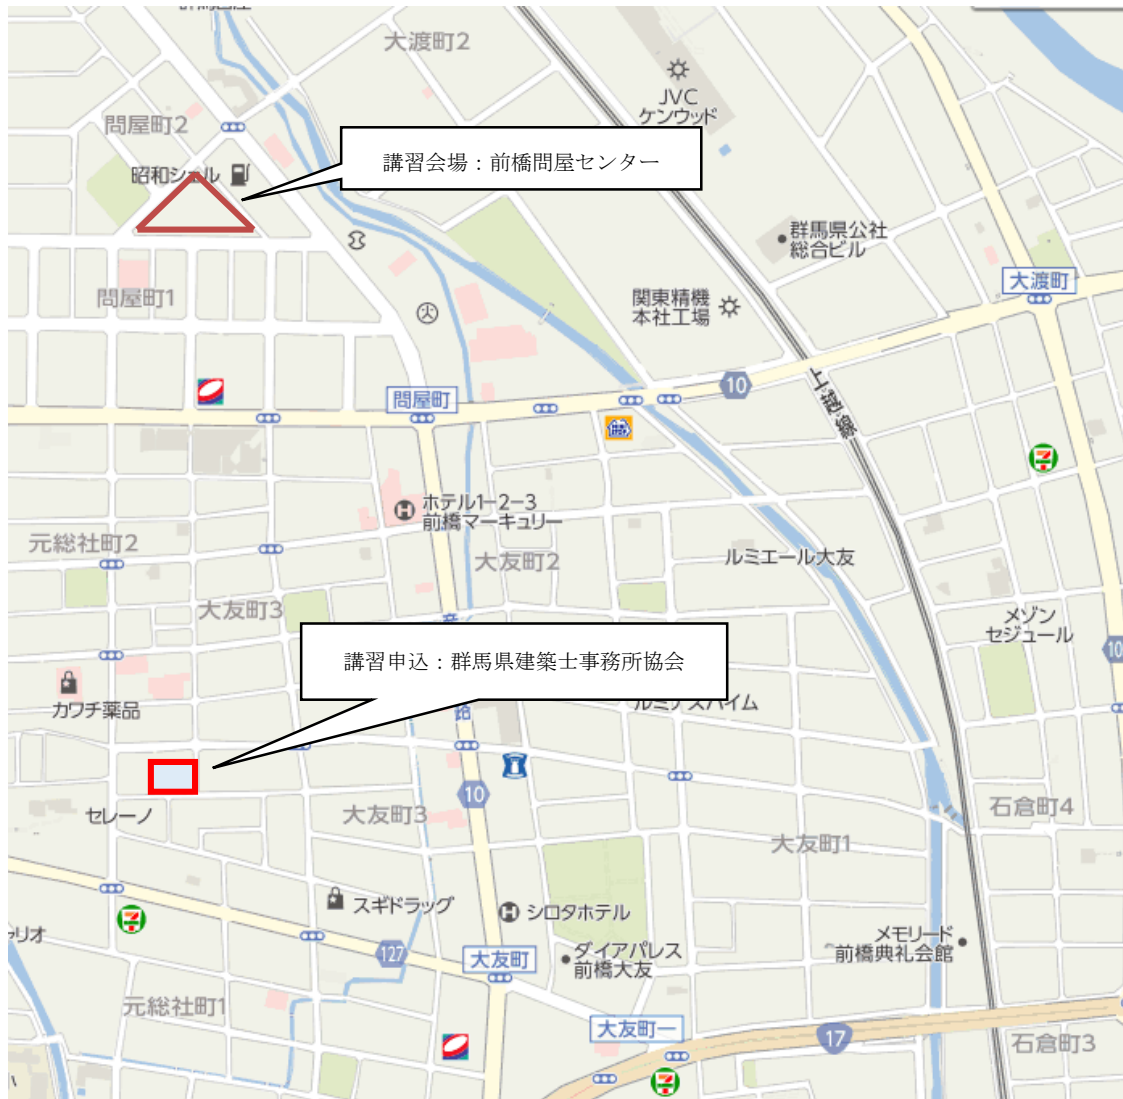 大渡町2
JVC
ケンウッド
問屋町2
講習会場：前橋問屋センター
昭和シェル
群馬県公社
総合ビル
大渡町
問屋町1
関東精機
本社工場
10
上越線
問屋町
ホテル1-2-3
前橋マーキュリー
元総社町2
大友町2
ルミエール大友
大友町3
メゾン
セジュール
講習申込：群馬県建築士事務所協会
10
カワチ薬品
ルミナスハイム
路
10
セレーノ
大友町3
石倉町4
大友町1
スギドラッグ
シロタホテル
メモリード
前橋典礼会館
127
大友町
ダイアパレス
前橋大友
元総社町1
大友町一
17
石倉町3